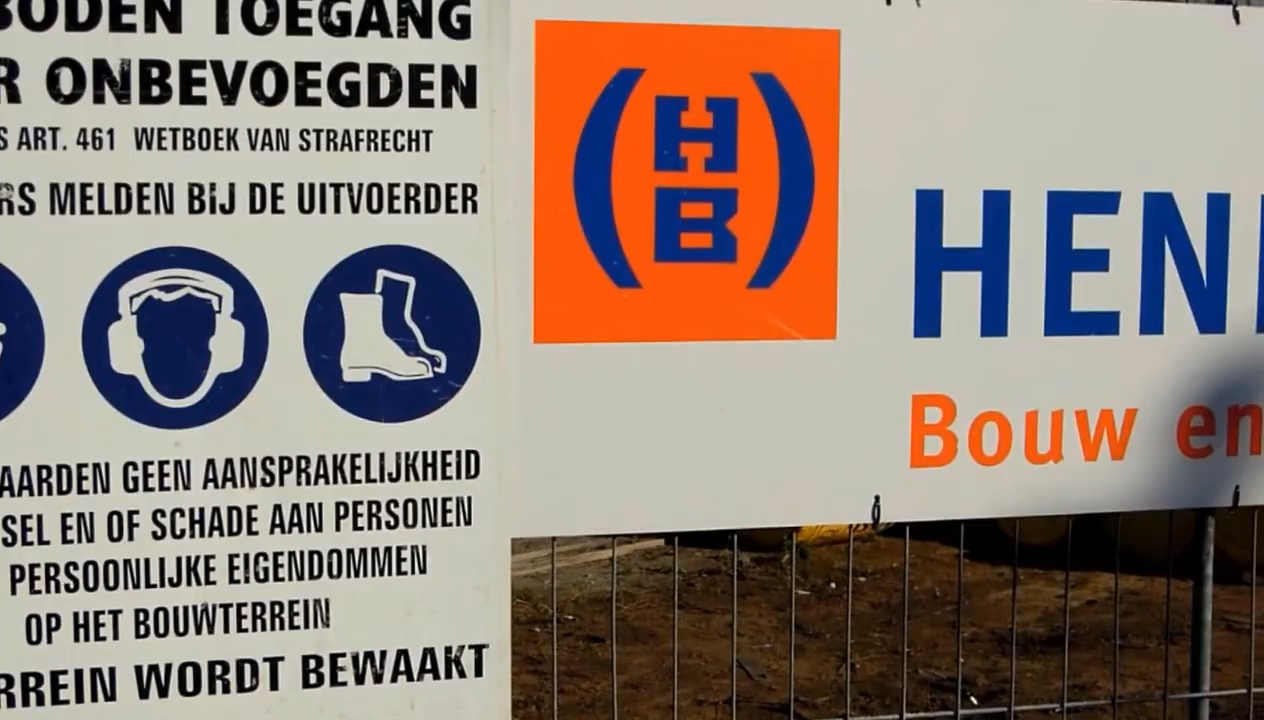 BODEN TOEGANG
R ONBEVOEGDEN
S ART. 461 WETBOEK VAN STRAFRECHT
RS MELDEN BIJ DE UITVOERDER
AARDEN GEEN AANSPRAKELIJKHEID
SEL EN OF SCHADE AAN PERSONEN
PERSOONLIJKE EIGENDOMMEN
OP HET BOUWTERREIN
RREIN WORDT BEWAAKT
(H
B)
HEN
Bouw en